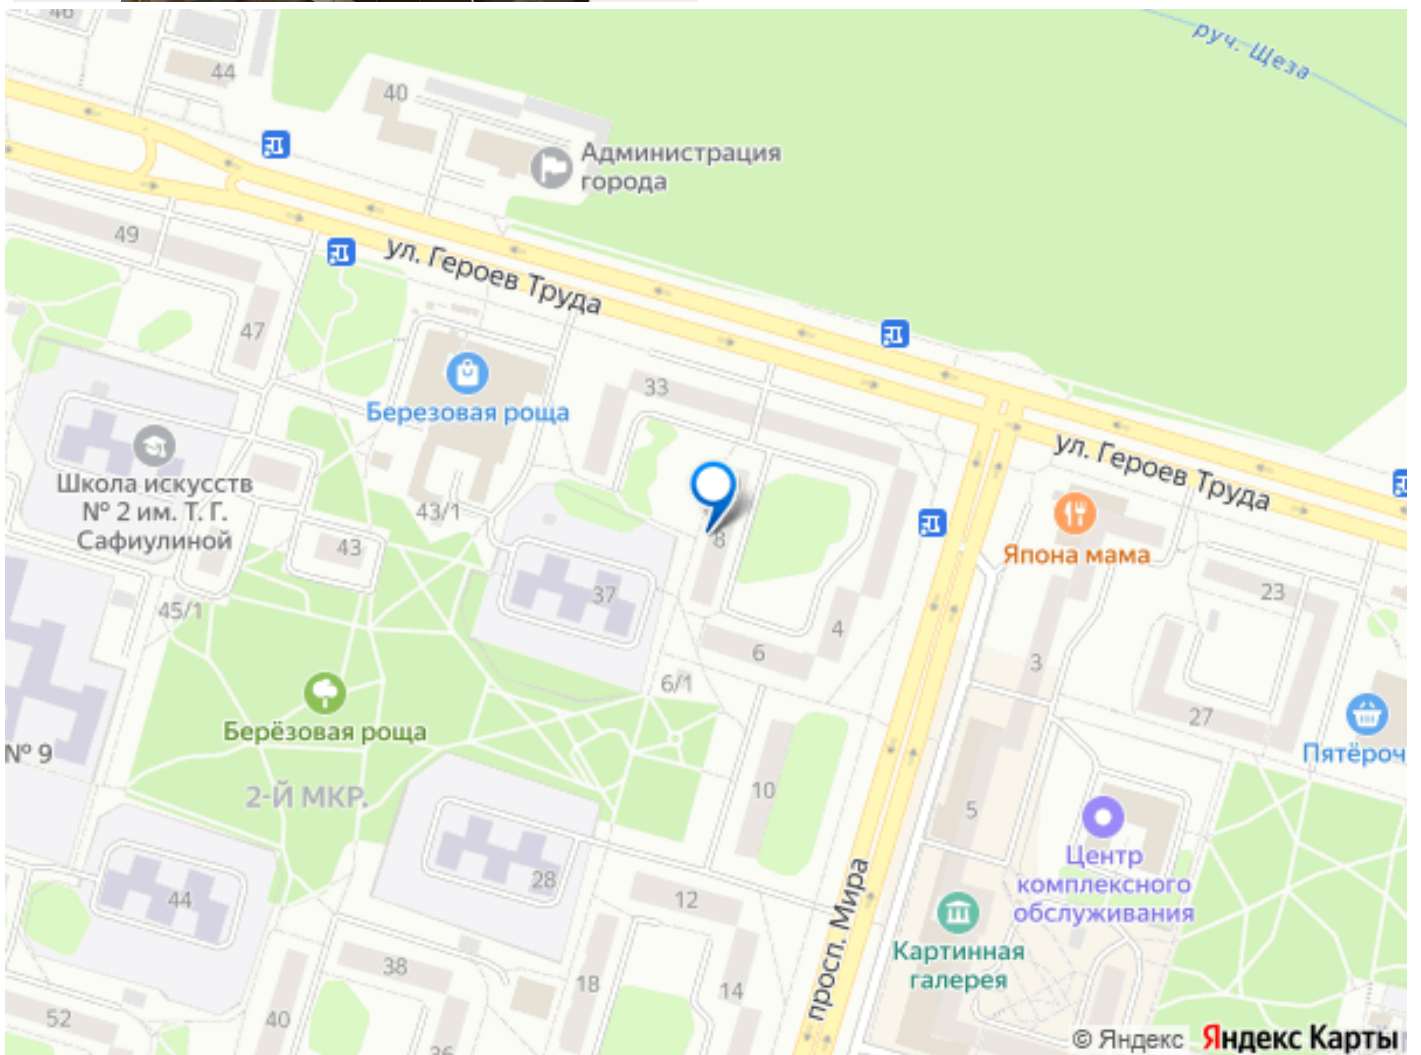 46
44
руч. Щеза
40
Администрация
города
49
ул. Героев Труда
47
33
Березовая роща
ул. Героев Труда
Школа искусств
№ 2 им. Т. Г.
Сафиулиной
43/1
43
8
Япона мама
37
23
45/1
4
6
3
6/1
27
Берёзовая роща
№ 9
Пятёроч
2-Й МКР.
10
5
Центр
комплексного
обслуживания
28
44
12
просп. Мира
Картинная
галерея
38
18
14
52
40
36
© Яндекс Яндекс Карты